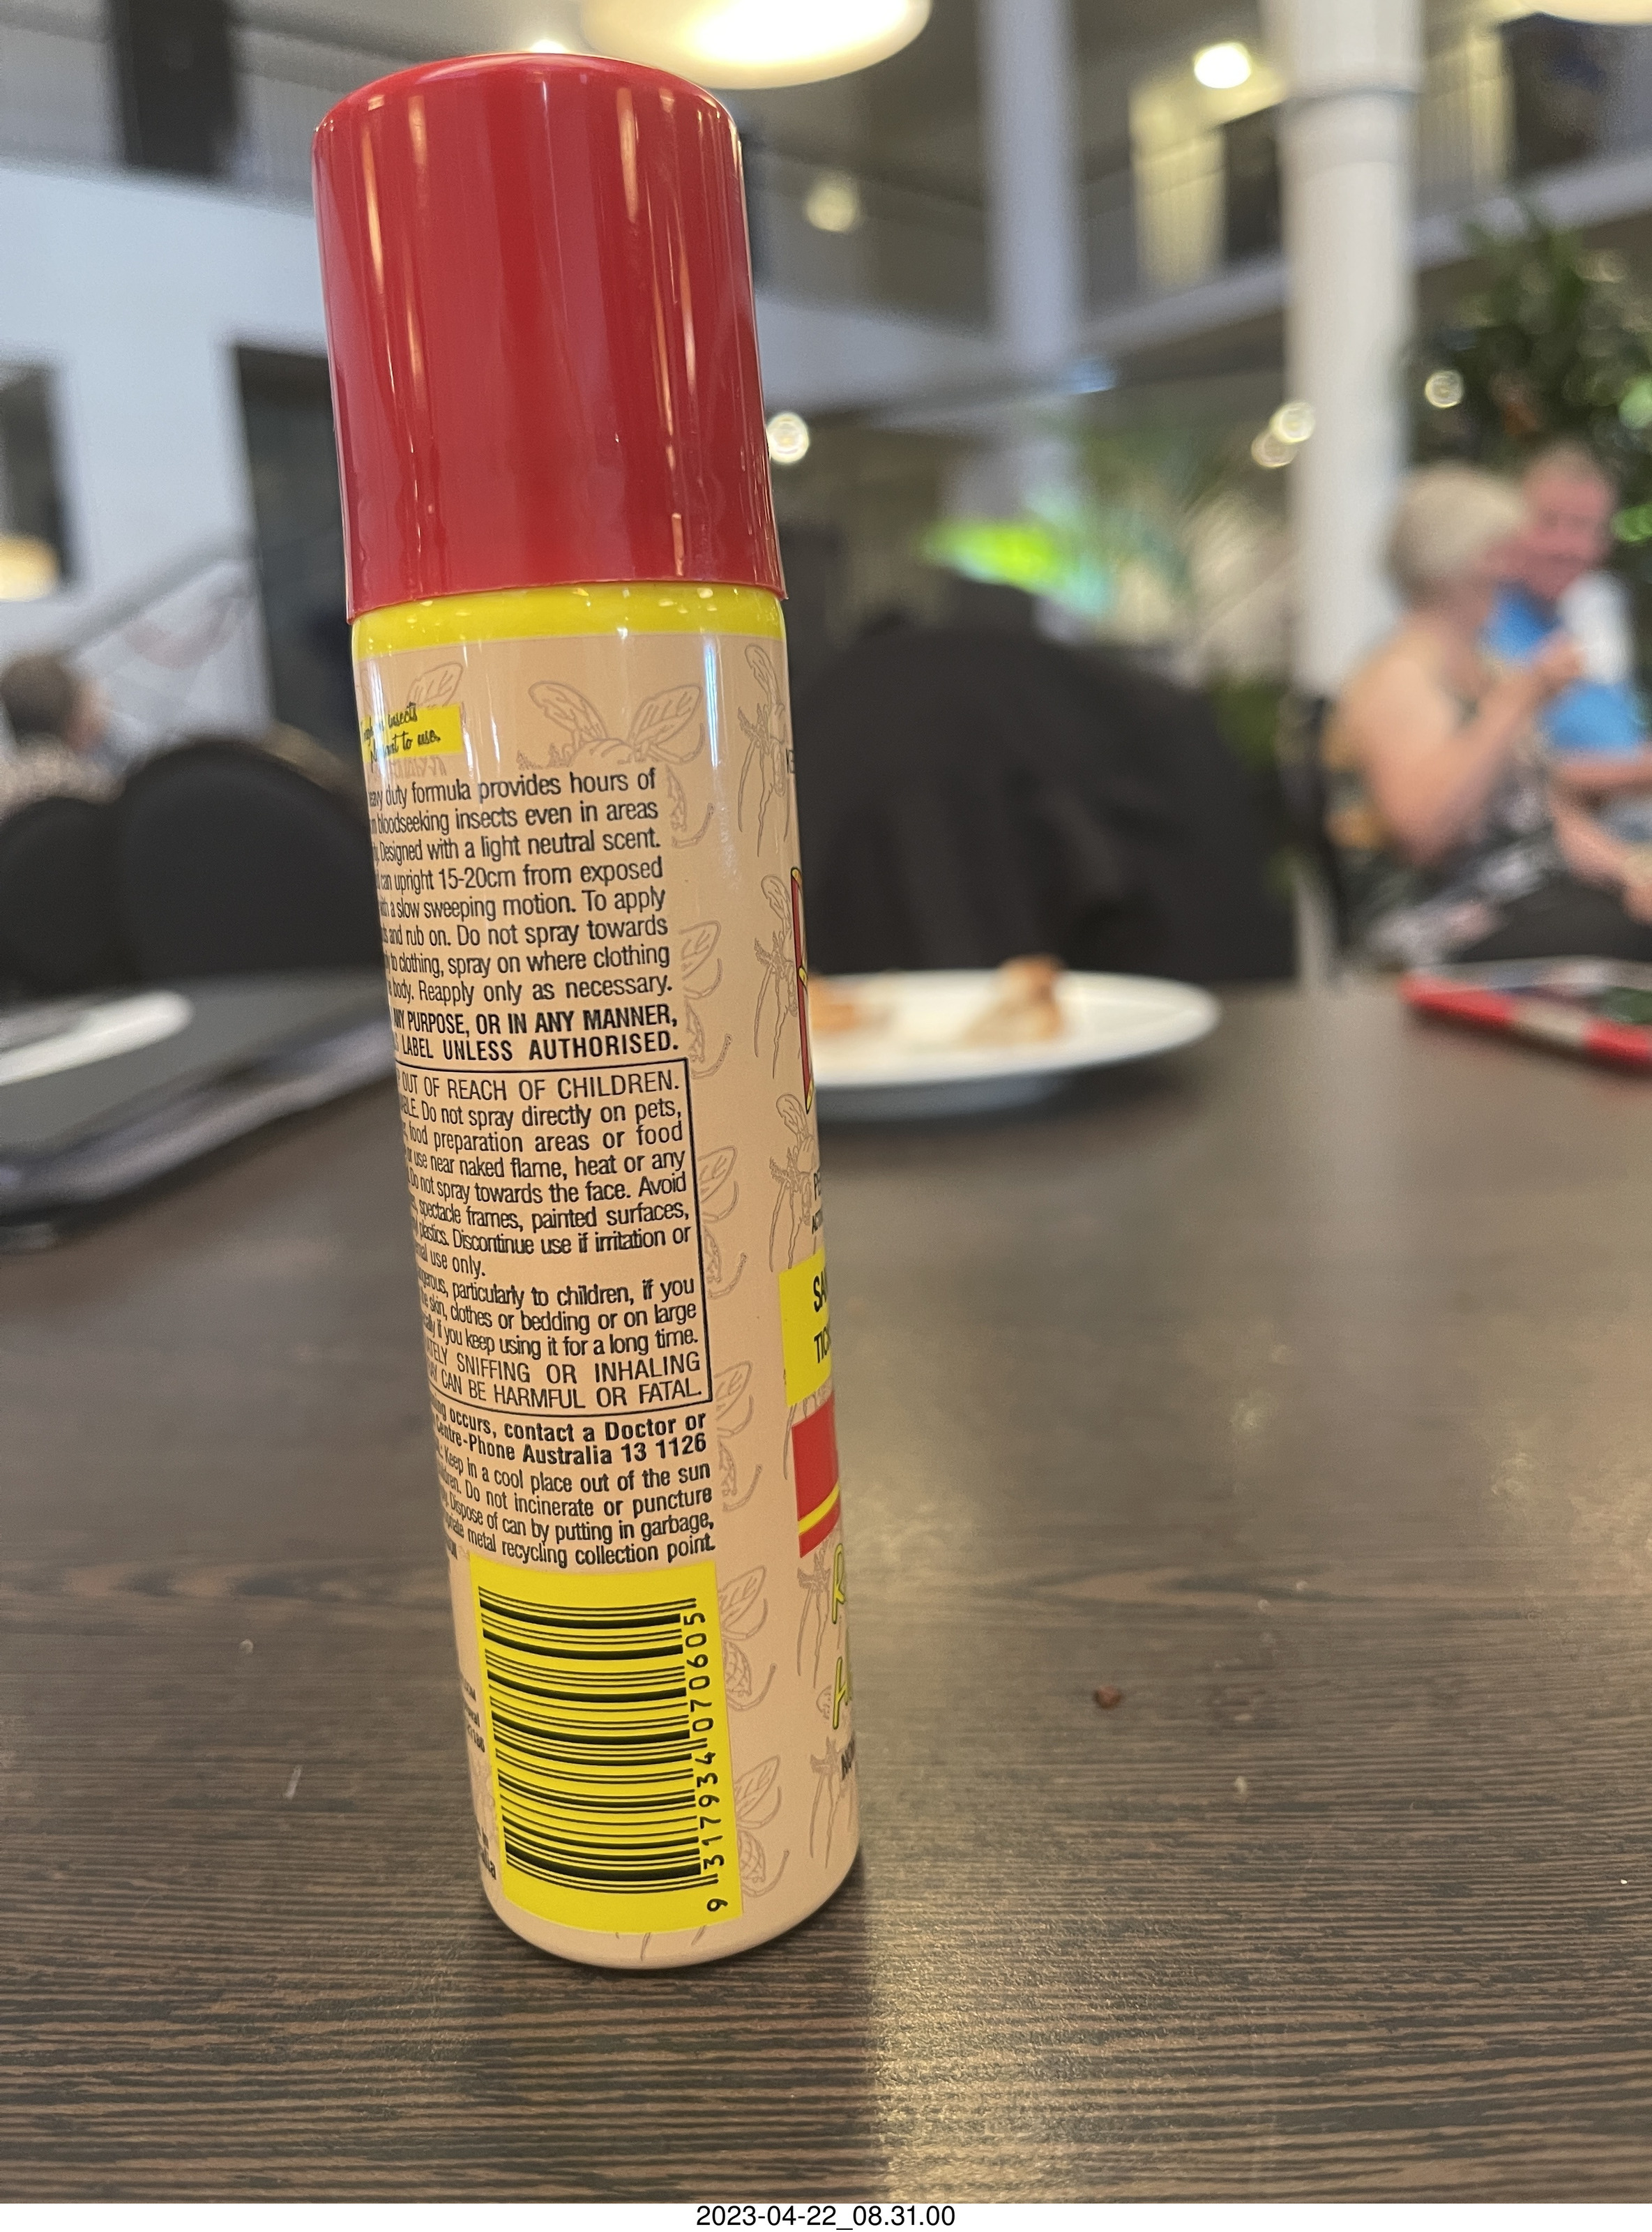 insects
to use.
duty formula provides hours of
bloodseeking insects even in areas
Designed with a light neutral scent.
can upright 15-20cm from exposed
a slow sweeping motion. To apply
and rub on. Do not spray towards
to clothing, spray on where clothing
body. Reapply only as necessary.
ANY PURPOSE, OR IN ANY MANNER,
LABEL UNLESS AUTHORISED.
OUT OF REACH OF CHILDREN.
Do not spray directly on pets,
food preparation areas or food
or use near naked flame, heat or any
Do not spray towards the face. Avoid
spectacle frames, painted surfaces,
plastics. Discontinue use if irritation or
use only.
particularly to children, if you
skin, clothes or bedding or on large
if you keep using it for a long time.
SNIFFING OR INHALING
CAN BE HARMFUL OR FATAL.
occurs, contact a Doctor or
Centre-Phone Australia 13 1126
Keep in a cool place out of the sun
Do not incinerate or puncture
Dispose of can by putting in garbage,
metal recycling collection point.
9 317934 070605
2023-04-22_08.31.00